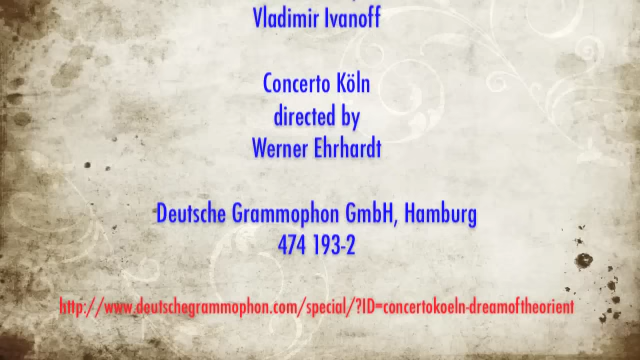 Vladimir Ivanoff
Concerto Köln
directed by
Werner Ehrhardt
Deutsche Grammophon GmbH, Hamburg
474 193-2
http://www.deutschegrammophon.com/special/?ID=concertokoeln-dreamoftheorient